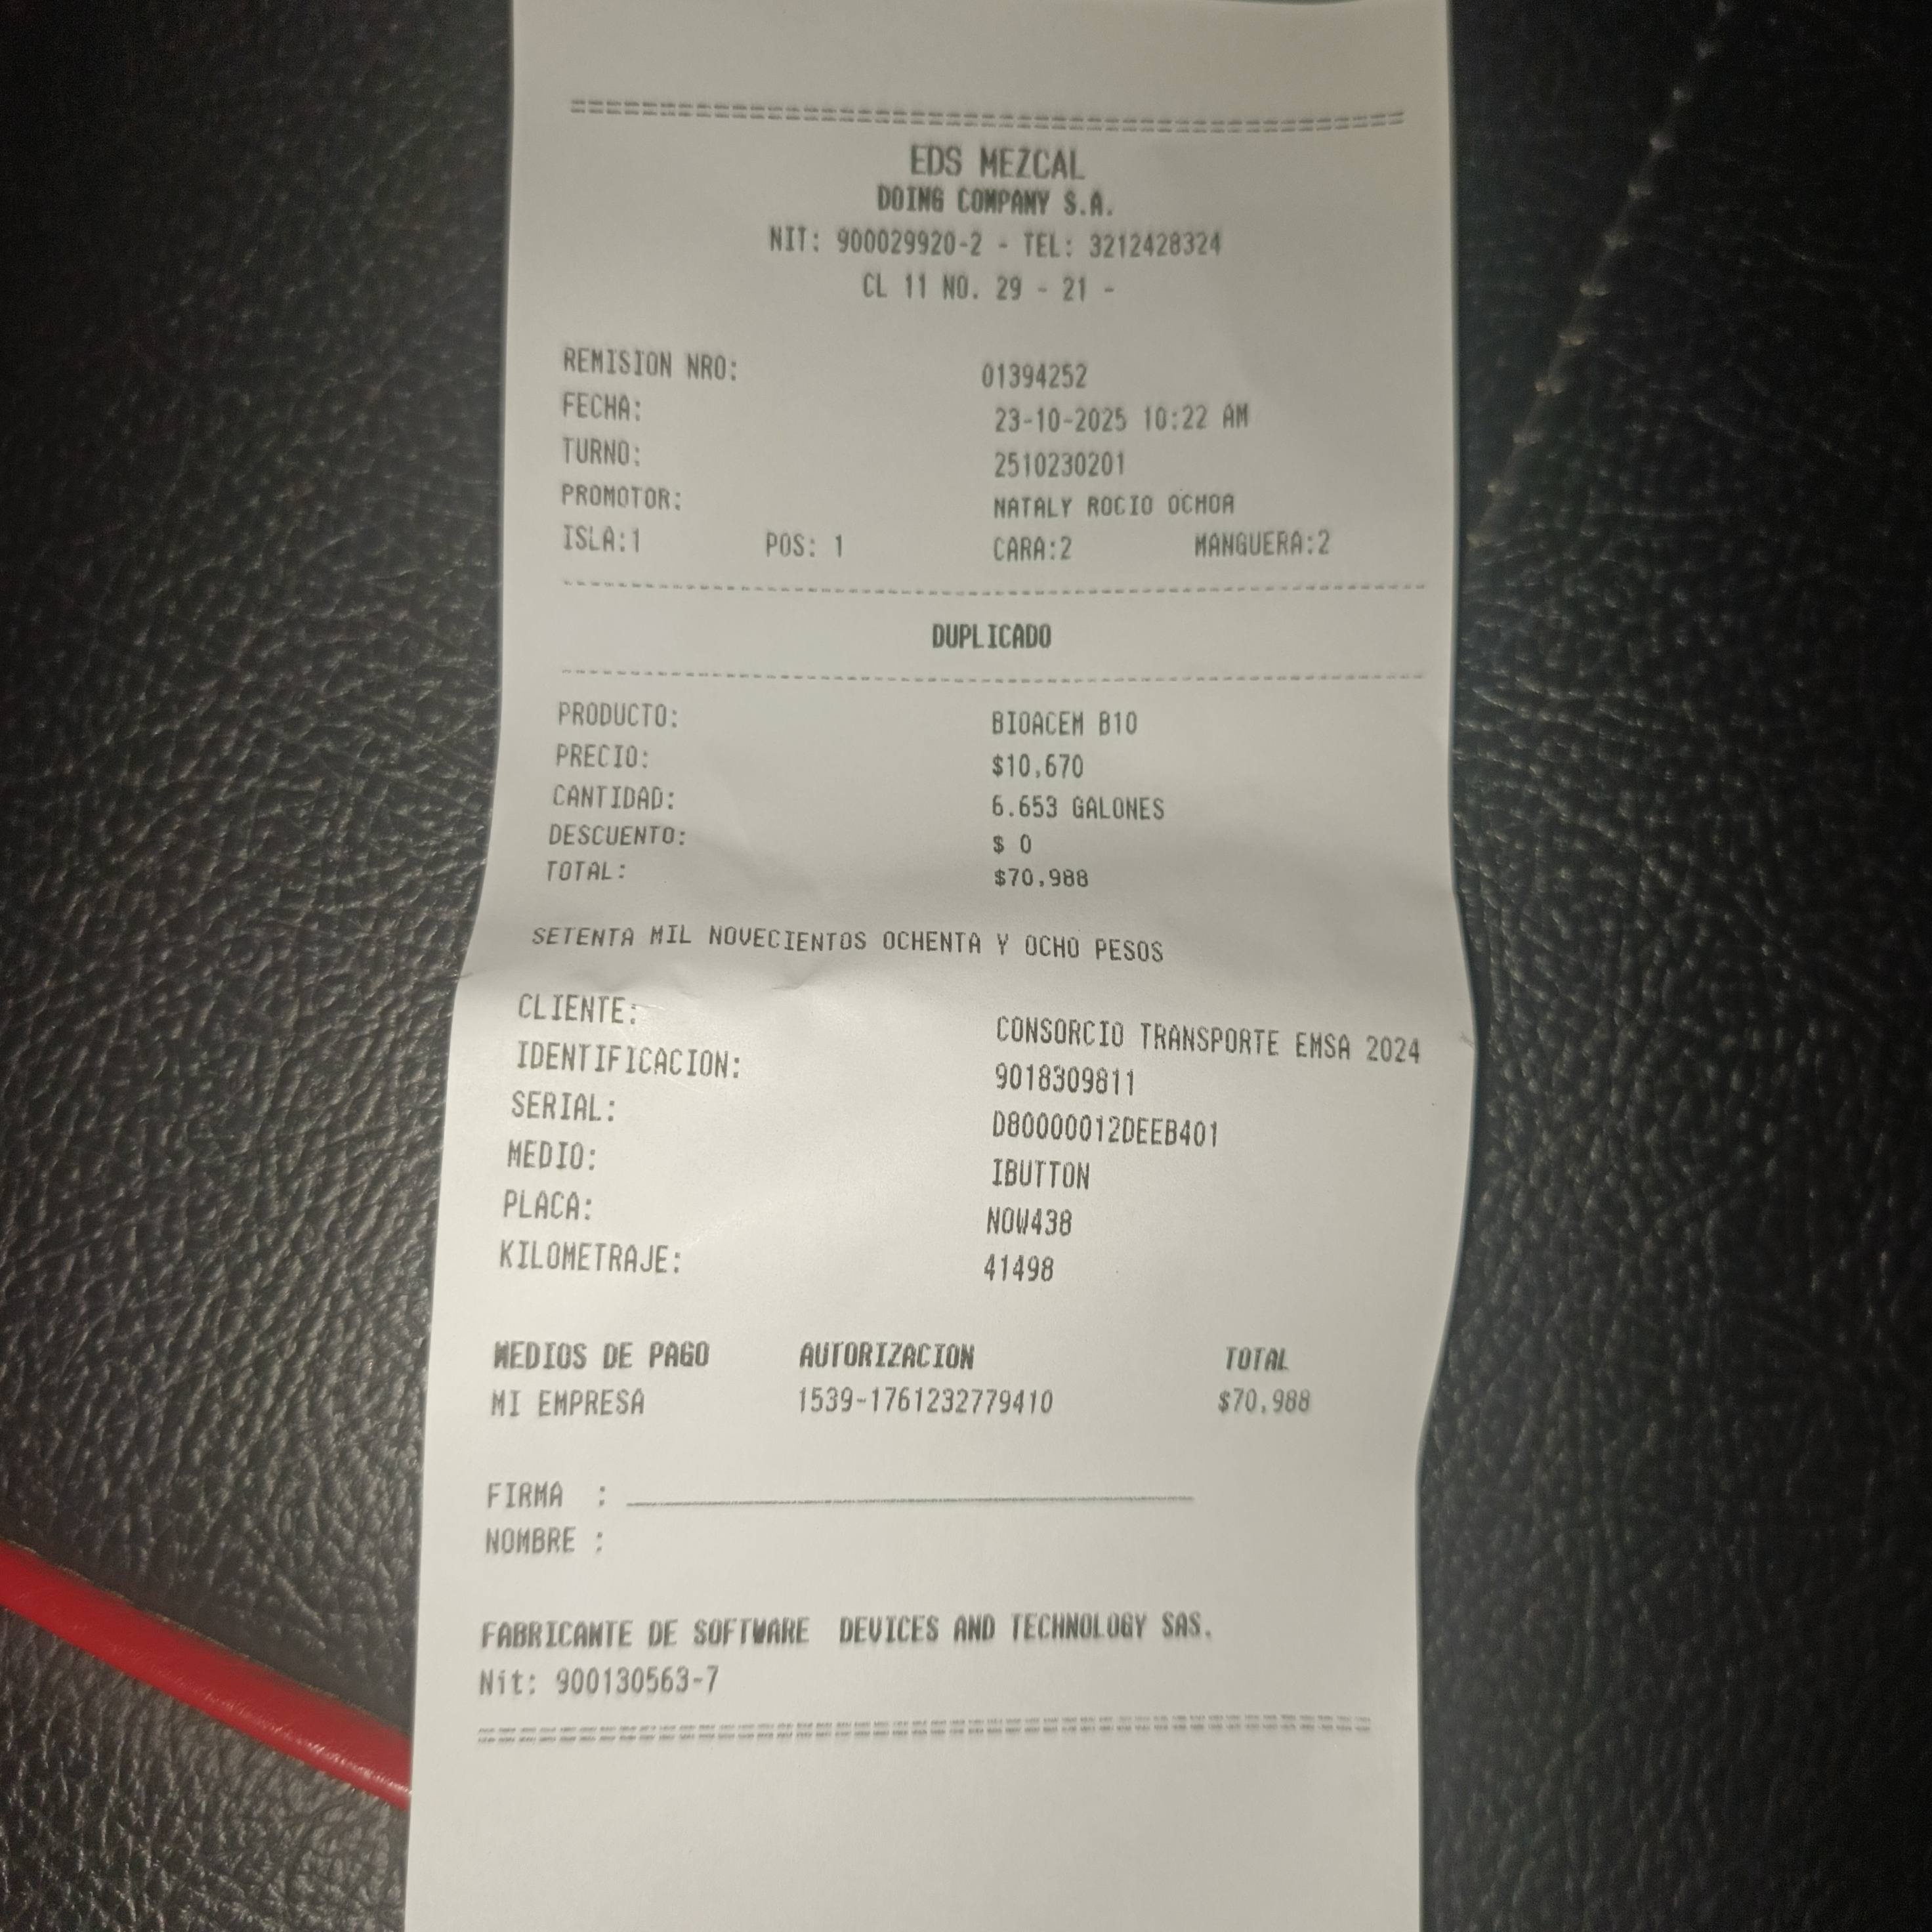 EDS MEZCAL
DOING COMPANY S.A.
NIT: 900029920-2 - TEL: 3212428324
CL 11 NO. 29 - 21 -
REMISION NRO: 01394252
FECHA: 23-10-2025 10:22 AM
TURNO: 2510230201
PROMOTOR: NATALY ROCIO OCHOA
ISLA:1 POS: 1 CARA:2 MANGUERA:2
DUPLICADO
PRODUCTO: BIOACEM B10
PRECIO: $10,670
CANTIDAD: 6.653 GALONES
DESCUENTO: $ 0
TOTAL: $70,988
SETENTA MIL NOVECIENTOS OCHENTA Y OCHO PESOS
CLIENTE: CONSORCIO TRANSPORTE EMSA 2024
IDENTIFICACION: 9018309811
SERIAL: D80000012DEEB401
MEDIO: IBUTTON
PLACA: NOW438
KILOMETRAJE: 41498
MEDIOS DE PAGO AUTORIZACION TOTAL
MI EMPRESA 1539-1761232779410 $70,988
FIRMA :
NOMBRE :
FABRICANTE DE SOFTWARE DEVICES AND TECHNOLOGY SAS.
Nit: 900130563-7